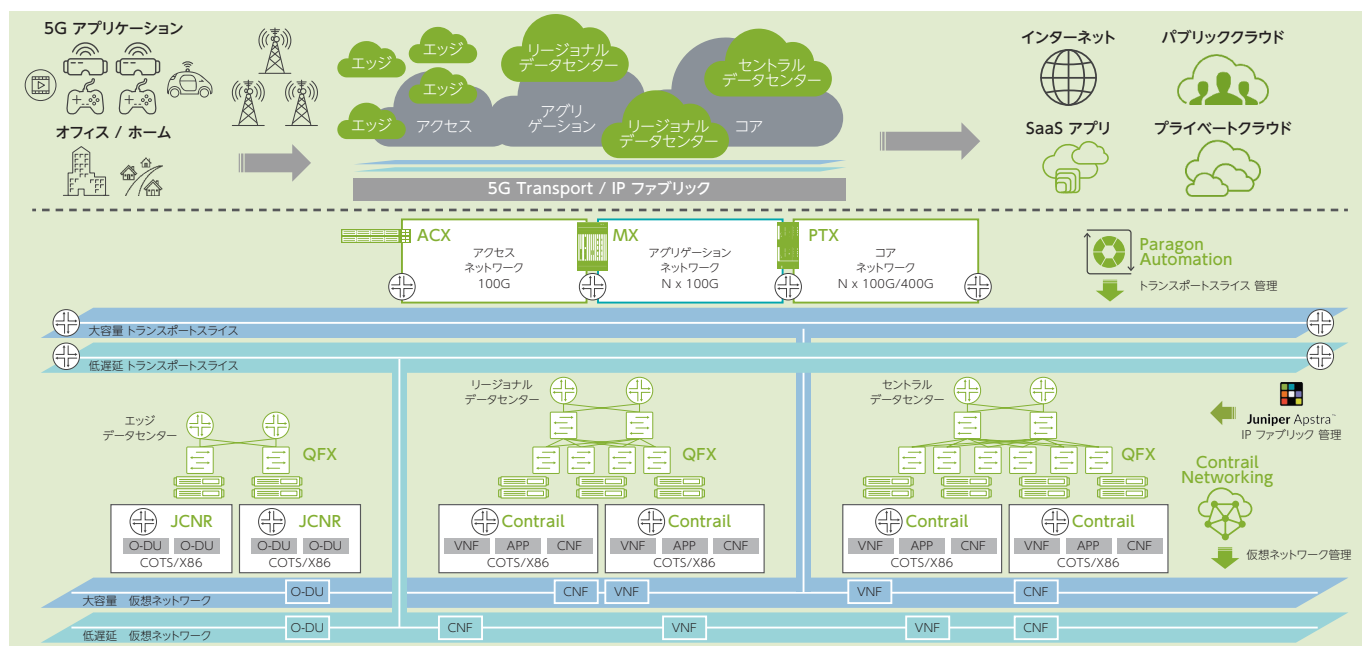 5G アプリケーション
オフィス / ホーム
エッジ
エッジ
エッジ
エッジ
アクセス
リージョナル
データセンター
アグリ
ゲーション
リージョナル
データセンター
セントラル
データセンター
コア
5G Transport / IP ファブリック
インターネット
パブリッククラウド
SaaS アプリ
プライベートクラウド
ACX
アクセス
ネットワーク
100G
MX
アグリゲーション
ネットワーク
N x 100G
PTX
コア
ネットワーク
N x 100G/400G
Paragon
Automation
トランスポートスライス 管理
大容量 トランスポートスライス
低遅延 トランスポートスライス
エッジ
データセンター
QFX
リージョナル
データセンター
QFX
セントラル
データセンター
QFX
Juniper Apstra
IP ファブリック 管理
Contrail
Networking
仮想ネットワーク管理
JCNR
O-DU O-DU
COTS/X86
JCNR
O-DU O-DU
COTS/X86
Contrail
VNF APP CNF
COTS/X86
Contrail
VNF APP CNF
COTS/X86
Contrail
VNF APP CNF
COTS/X86
Contrail
VNF APP CNF
COTS/X86
大容量 仮想ネットワーク
O-DU CNF VNF VNF CNF
低遅延 仮想ネットワーク
O-DU CNF VNF VNF CNF